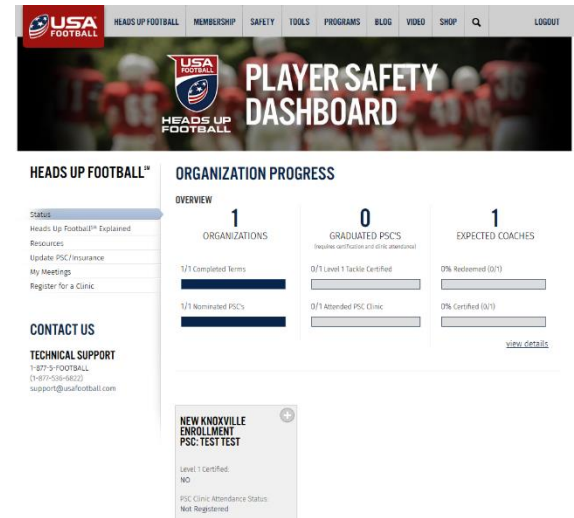 USA FOOTBALL
HEADS UP FOOTBALL MEMBERSHIP SAFETY TOOLS PROGRAMS BLOG VIDEO SHOP LOGOUT
USA
FOOTBALL
HEADS UP
FOOTBALL
PLAYER SAFETY
DASHBOARD
HEADS UP FOOTBALL℠
Status
Heads Up Football℠ Explained
Resources
Update PSC/Insurance
My Meetings
Register for a Clinic
CONTACT US
TECHNICAL SUPPORT
1-877-5-FOOTBALL
(1-877-536-6822)
support@usafootball.com
ORGANIZATION PROGRESS
OVERVIEW
1
ORGANIZATIONS
1/1 Completed Terms
1/1 Nominated PSC's
0
GRADUATED PSC'S
(requires certification and clinic attendance)
0/1 Level 1 Tackle Certified
0/1 Attended PSC Clinic
1
EXPECTED COACHES
0% Redeemed (0/1)
0% Certified (0/1)
view details
NEW KNOXVILLE
ENROLLMENT
PSC: TEST TEST
Level 1 Certified:
NO
PSC Clinic Attendance Status:
Not Registered